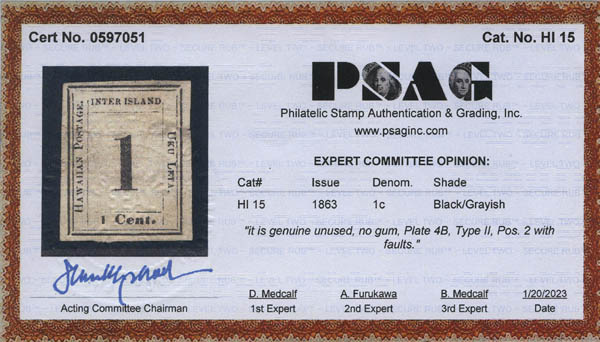 Cert No. 0597051
Cat. No. HI 15
HAWAIIAN POSTAGE.
INTER ISLAND.
UKU LETA
1
1 Cent.
PSAG
Philatelic Stamp Authentication & Grading, Inc.
www.psaginc.com
EXPERT COMMITTEE OPINION:
Cat# Issue Denom. Shade
HI 15 1863 1c Black/Grayish
"it is genuine unused, no gum, Plate 4B, Type II, Pos. 2 with
faults."
Acting Committee Chairman
D. Medcalf A. Furukawa B. Medcalf 1/20/2023
1st Expert 2nd Expert 3rd Expert Date